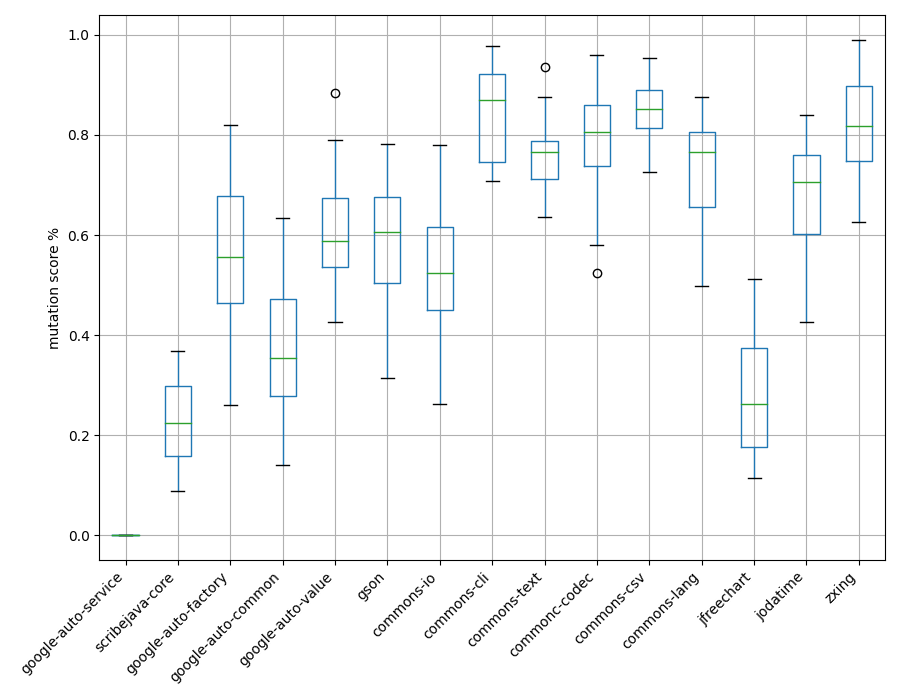 mutation score %
1.0
0.8
0.6
0.4
0.2
0.0
google-auto-service
scribejava-core
google-auto-factory
google-auto-common
google-auto-value
gson
commons-io
commons-cli
commons-text
commonc-codec
commons-csv
commons-lang
jfreechart
jodatime
zxing